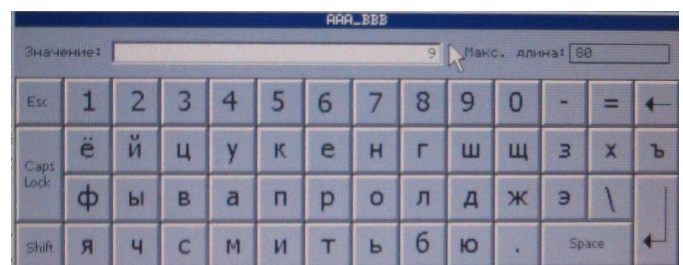 AAA_BBB
Значение: 9 Макс. длина: 80
Esc 1 2 3 4 5 6 7 8 9 0 - = ←
Caps Lock ё й ц у к е н г ш щ з х ъ
ф ы в а п р о л д ж э \
Shift я ч с м и т ь б ю . Space